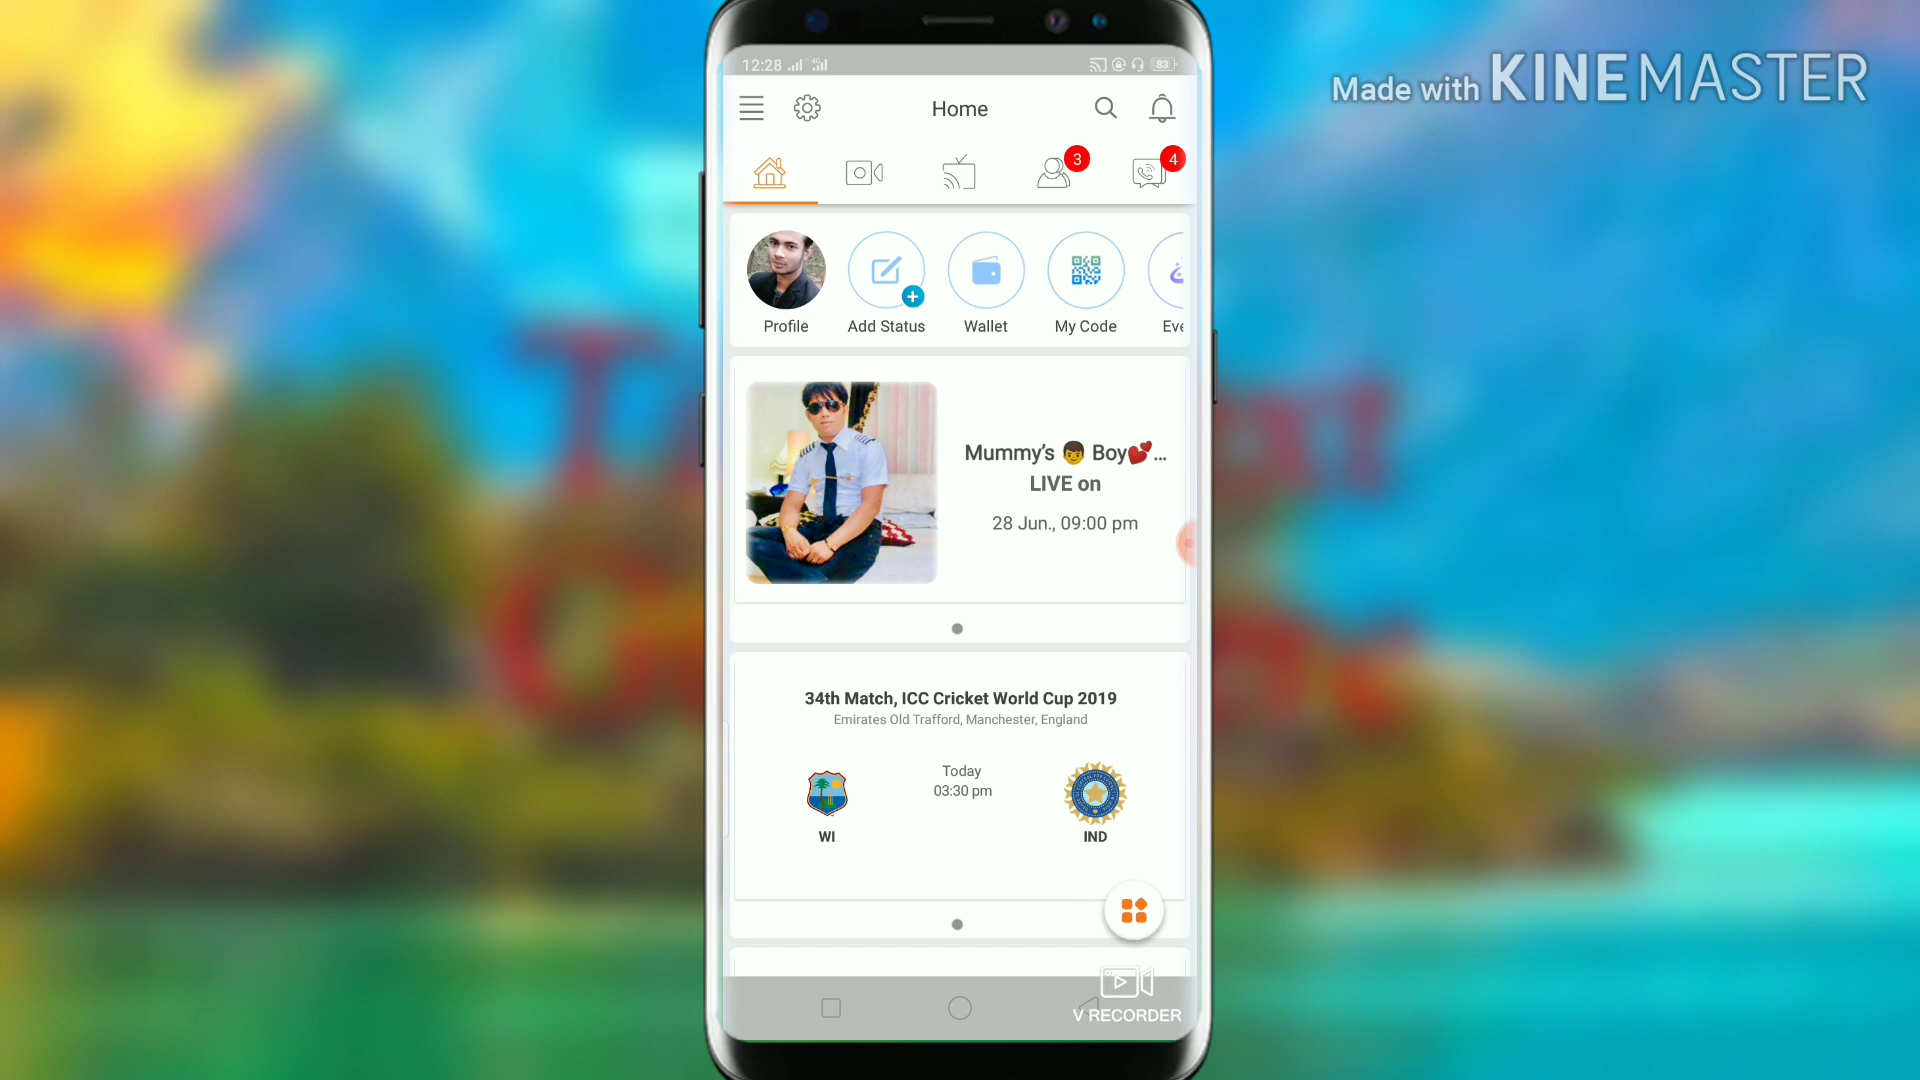 Made with KINEMASTER
12:28 4G 83
Home
3
4
Profile
Add Status
Wallet
My Code
Eve
Mummy’s 👦 Boy💕...
LIVE on
28 Jun., 09:00 pm
34th Match, ICC Cricket World Cup 2019
Emirates Old Trafford, Manchester, England
Today
03:30 pm
WI
IND
V RECORDER